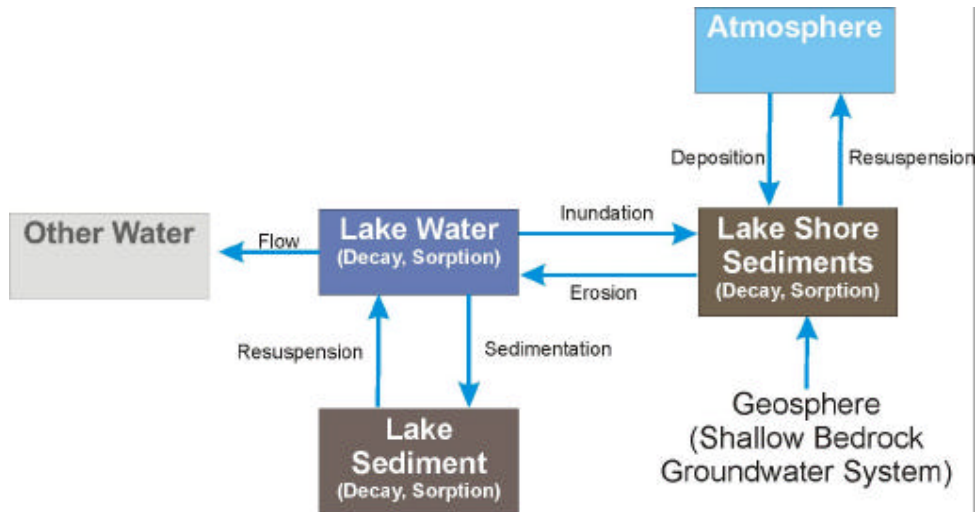 Atmosphere
Deposition
Resuspension
Other Water
Flow
Lake Water
(Decay, Sorption)
Inundation
Erosion
Lake Shore
Sediments
(Decay, Sorption)
Resuspension
Sedimentation
Lake
Sediment
(Decay, Sorption)
Geosphere
(Shallow Bedrock
Groundwater System)